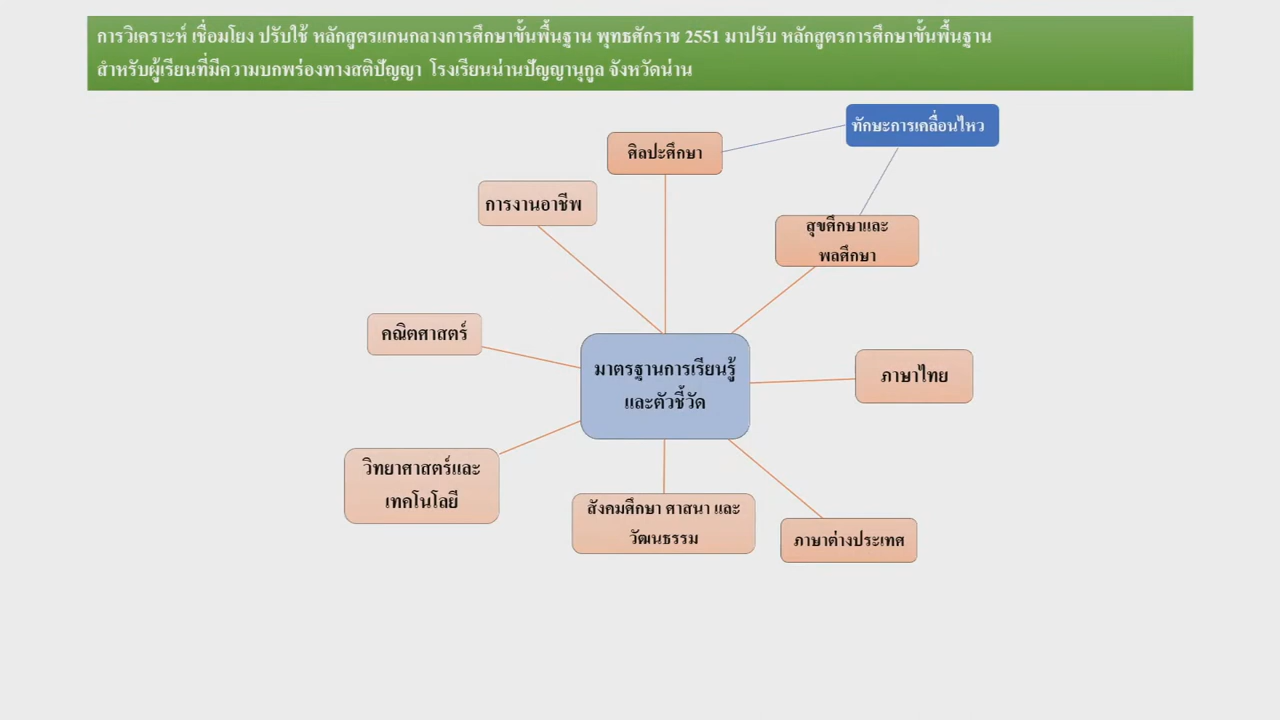 การวิเคราะห์ เชื่อมโยง ปรับใช้ หลักสูตรแกนกลางการศึกษาขั้นพื้นฐาน พุทธศักราช 2551 มาปรับ หลักสูตรการศึกษาขั้นพื้นฐาน
สำหรับผู้เรียนที่มีความบกพร่องทางสติปัญญา โรงเรียนน่านปัญญานุกูล จังหวัดน่าน
ทักษะการเคลื่อนไหว
ศิลปะศึกษา
การงานอาชีพ
สุขศึกษาและ
พลศึกษา
คณิตศาสตร์
มาตรฐานการเรียนรู้
และตัวชี้วัด
ภาษาไทย
วิทยาศาสตร์และ
เทคโนโลยี
สังคมศึกษา ศาสนา และ
วัฒนธรรม
ภาษาต่างประเทศ